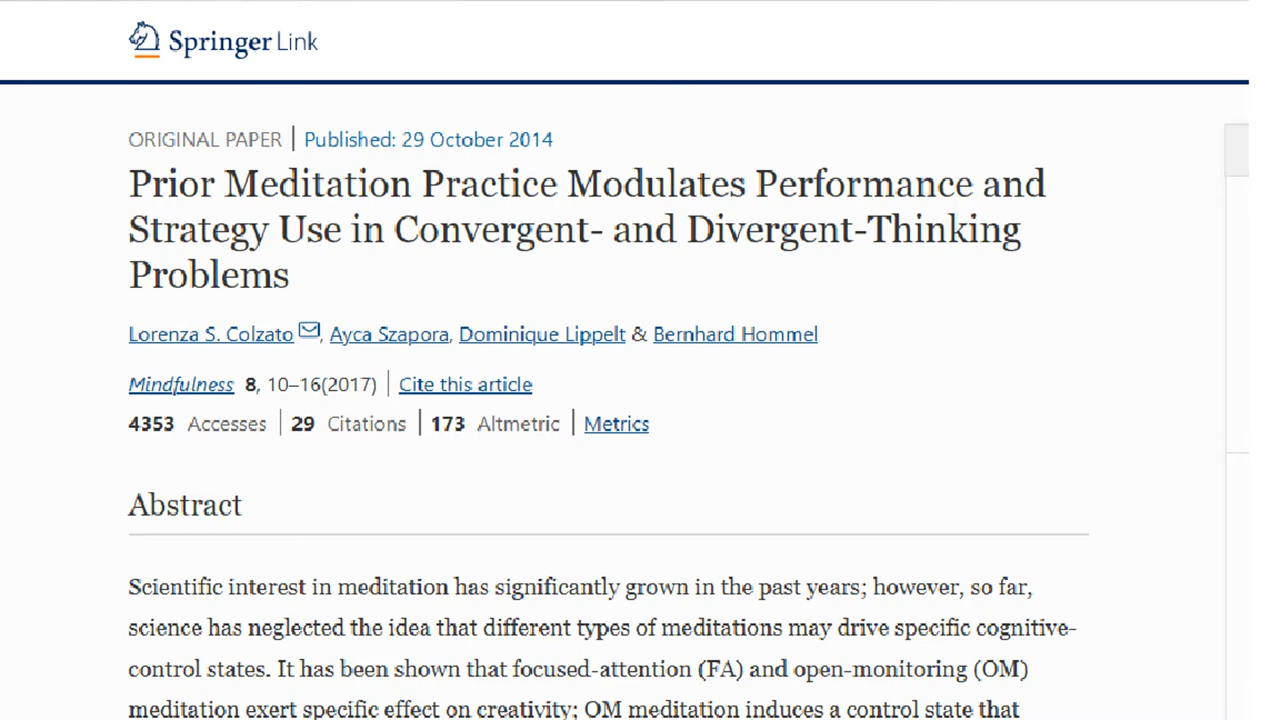 Springer Link
ORIGINAL PAPER | Published: 29 October 2014
Prior Meditation Practice Modulates Performance and
Strategy Use in Convergent- and Divergent-Thinking
Problems
Lorenza S. Colzato, Ayca Szapora, Dominique Lippelt & Bernhard Hommel
Mindfulness 8, 10–16(2017) | Cite this article
4353 Accesses | 29 Citations | 173 Altmetric | Metrics
Abstract
Scientific interest in meditation has significantly grown in the past years; however, so far,
science has neglected the idea that different types of meditations may drive specific cognitive-
control states. It has been shown that focused-attention (FA) and open-monitoring (OM)
meditation exert specific effect on creativity; OM meditation induces a control state that